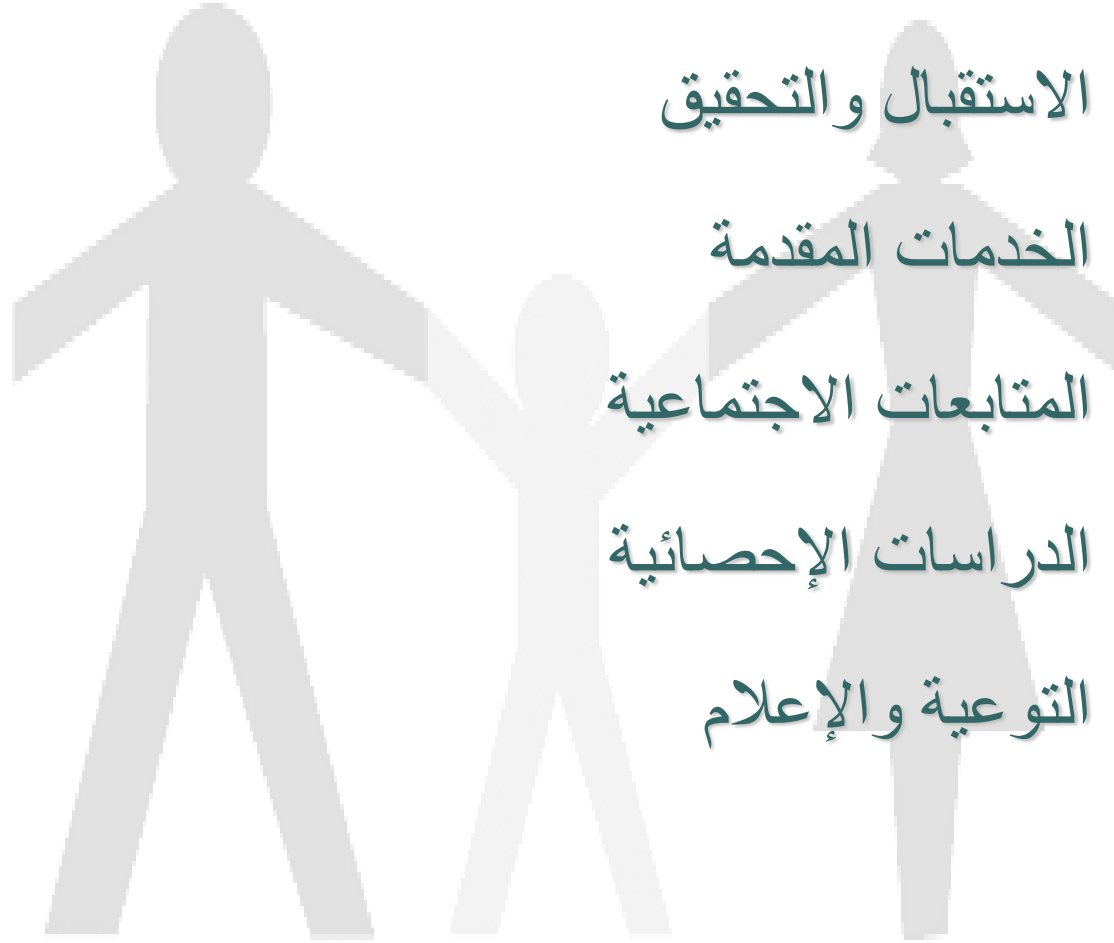 الاستقبال والتحقيق
الخدمات المقدمة
المتابعات الاجتماعية
الدراسات الإحصائية
التوعية والإعلام